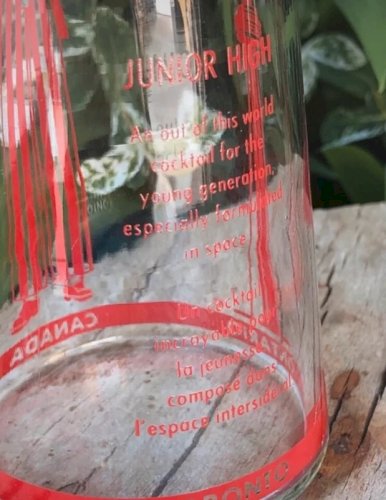 JUNIOR HIGH
An out of this world
cocktail for the
young generation,
especially formulated
in space
Un cocktail
incroyable pour
la jeunesse
composé dans
l'espace intersidéral
CANADA
TORONTO